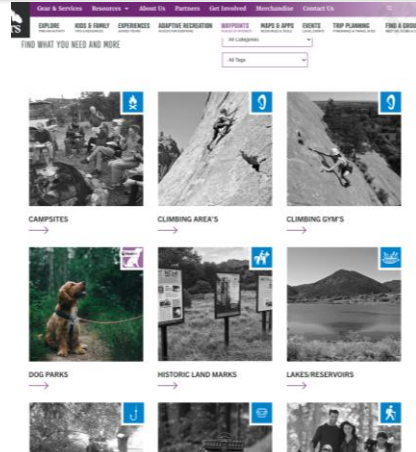 Gear & Services Resources About Us Partners Get Involved Merchandise Contact Us
EXPLORE KIDS & FAMILY EXPERIENCES ADAPTIVE RECREATION WAYPOINTS MAPS & APPS EVENTS TRIP PLANNING FIND A GROU
FIND WHAT YOU NEED AND MORE
All Categories
All Tags
CAMPSITES
CLIMBING AREA'S
CLIMBING GYM'S
DOG PARKS
HISTORIC LAND MARKS
LAKES/RESERVOIRS